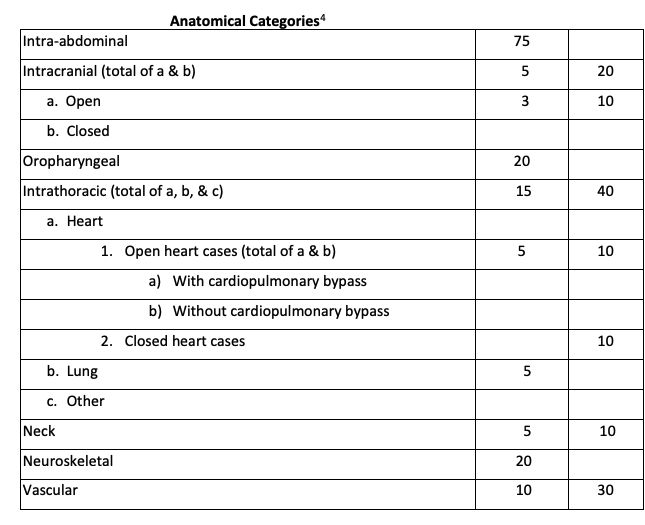 Anatomical Categories4
Intra-abdominal 75
Intracranial (total of a & b) 5 20
a. Open 3 10
b. Closed
Oropharyngeal 20
Intrathoracic (total of a, b, & c) 15 40
a. Heart
1. Open heart cases (total of a & b) 5 10
a) With cardiopulmonary bypass
b) Without cardiopulmonary bypass
2. Closed heart cases 10
b. Lung 5
c. Other
Neck 5 10
Neuroskeletal 20
Vascular 10 30